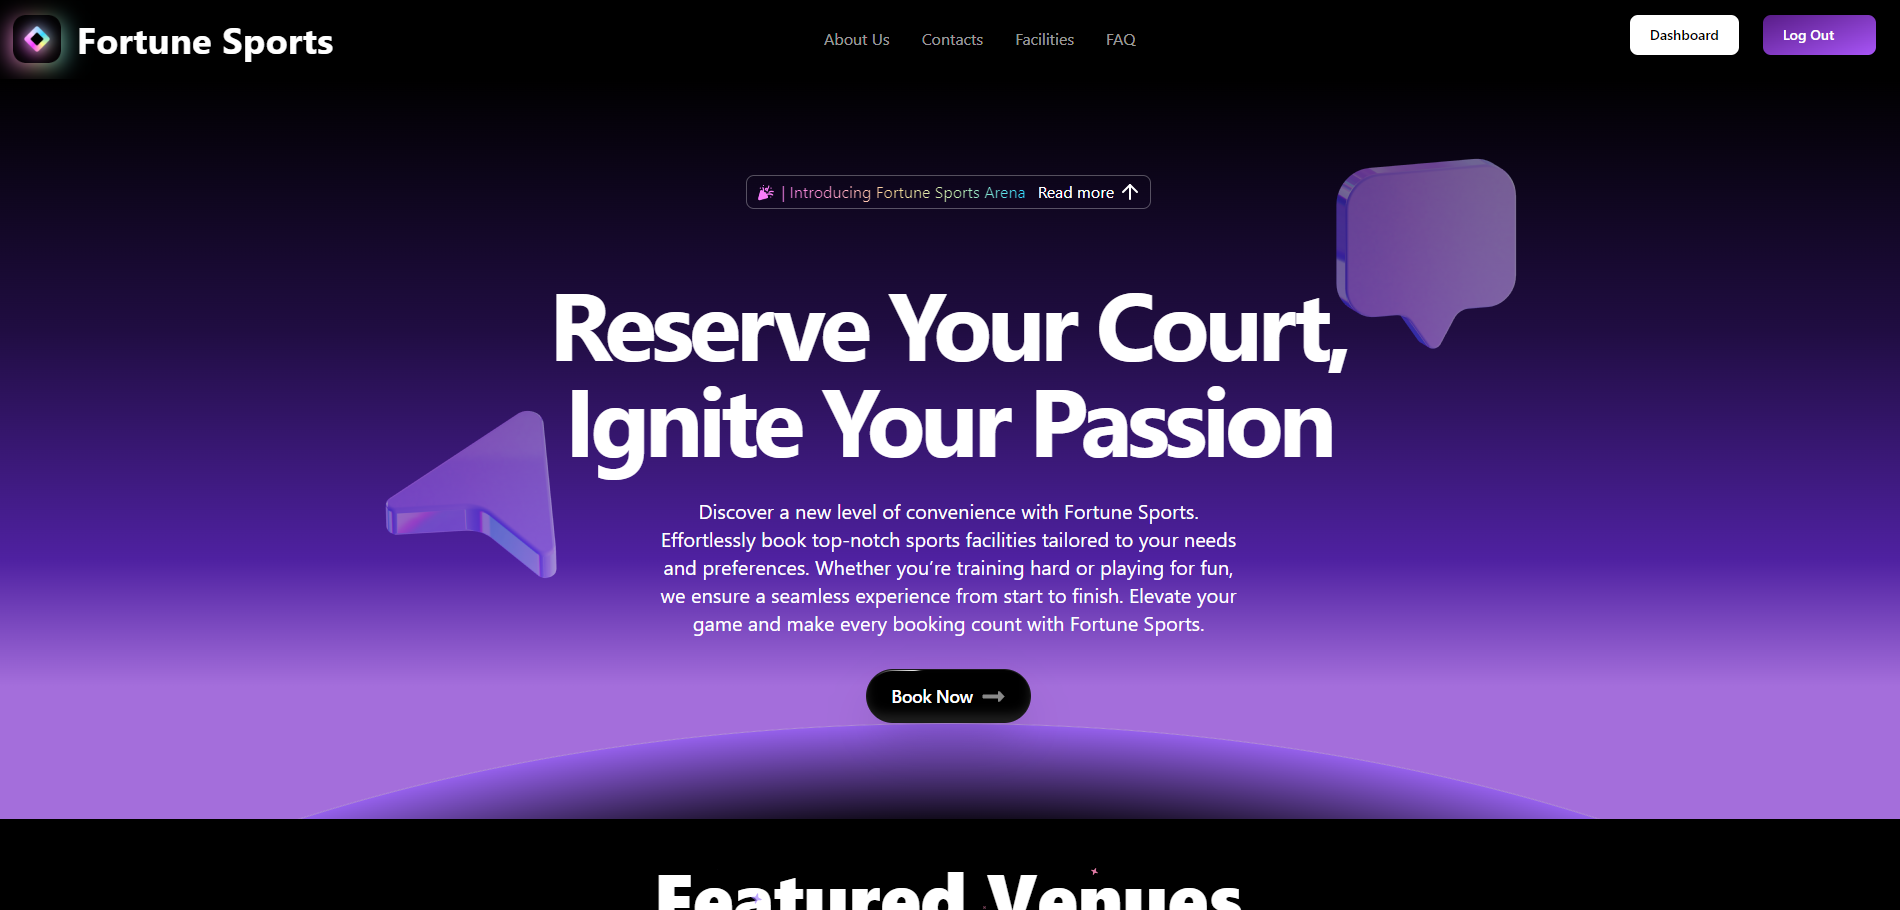 Fortune Sports
About Us
Contacts
Facilities
FAQ
Dashboard
Log Out
| Introducing Fortune Sports Arena Read more
Reserve Your Court,
Ignite Your Passion
Discover a new level of convenience with Fortune Sports.
Effortlessly book top-notch sports facilities tailored to your needs
and preferences. Whether you’re training hard or playing for fun,
we ensure a seamless experience from start to finish. Elevate your
game and make every booking count with Fortune Sports.
Book Now
Featured Venues